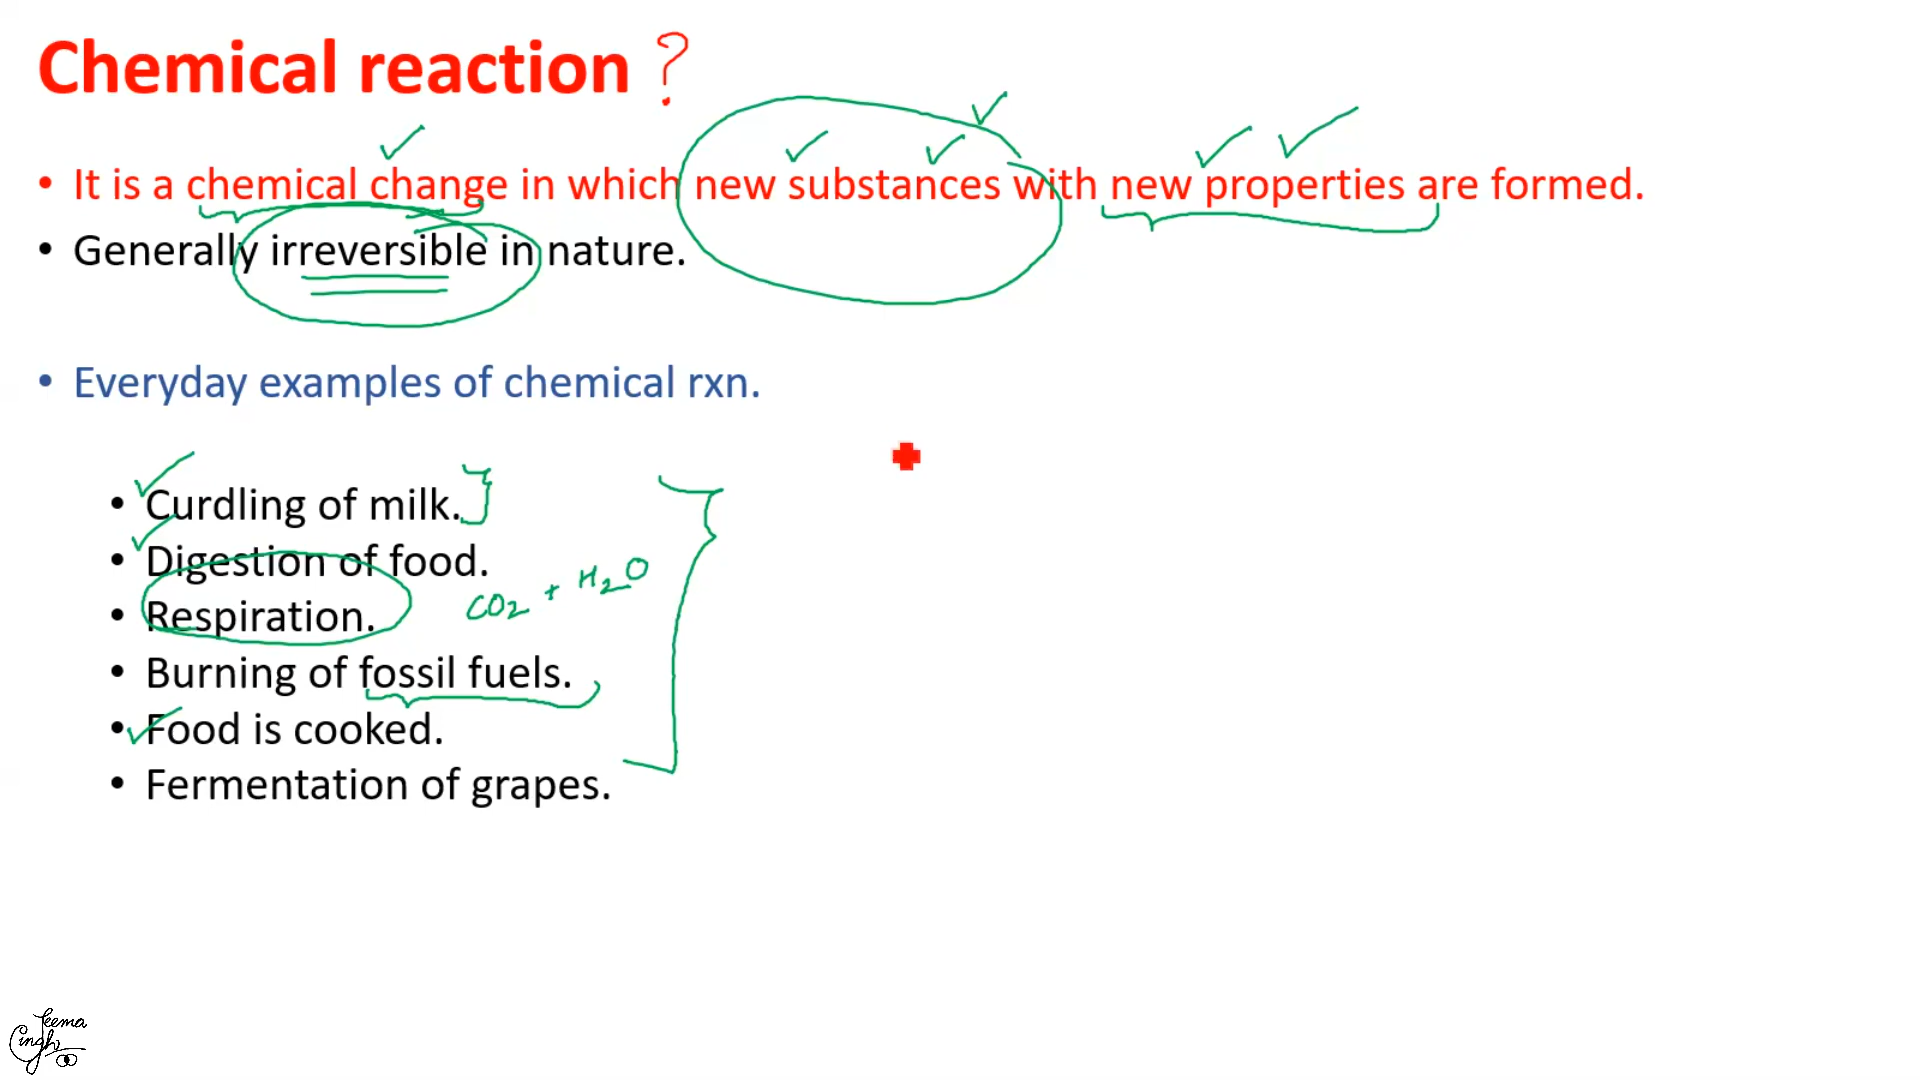 Chemical reaction ?
• It is a chemical change in which new substances with new properties are formed.
• Generally irreversible in nature.
• Everyday examples of chemical rxn.
• Curdling of milk.
• Digestion of food.
CO2 + H2O
• Respiration.
• Burning of fossil fuels.
• Food is cooked.
• Fermentation of grapes.
Jeema
Singh